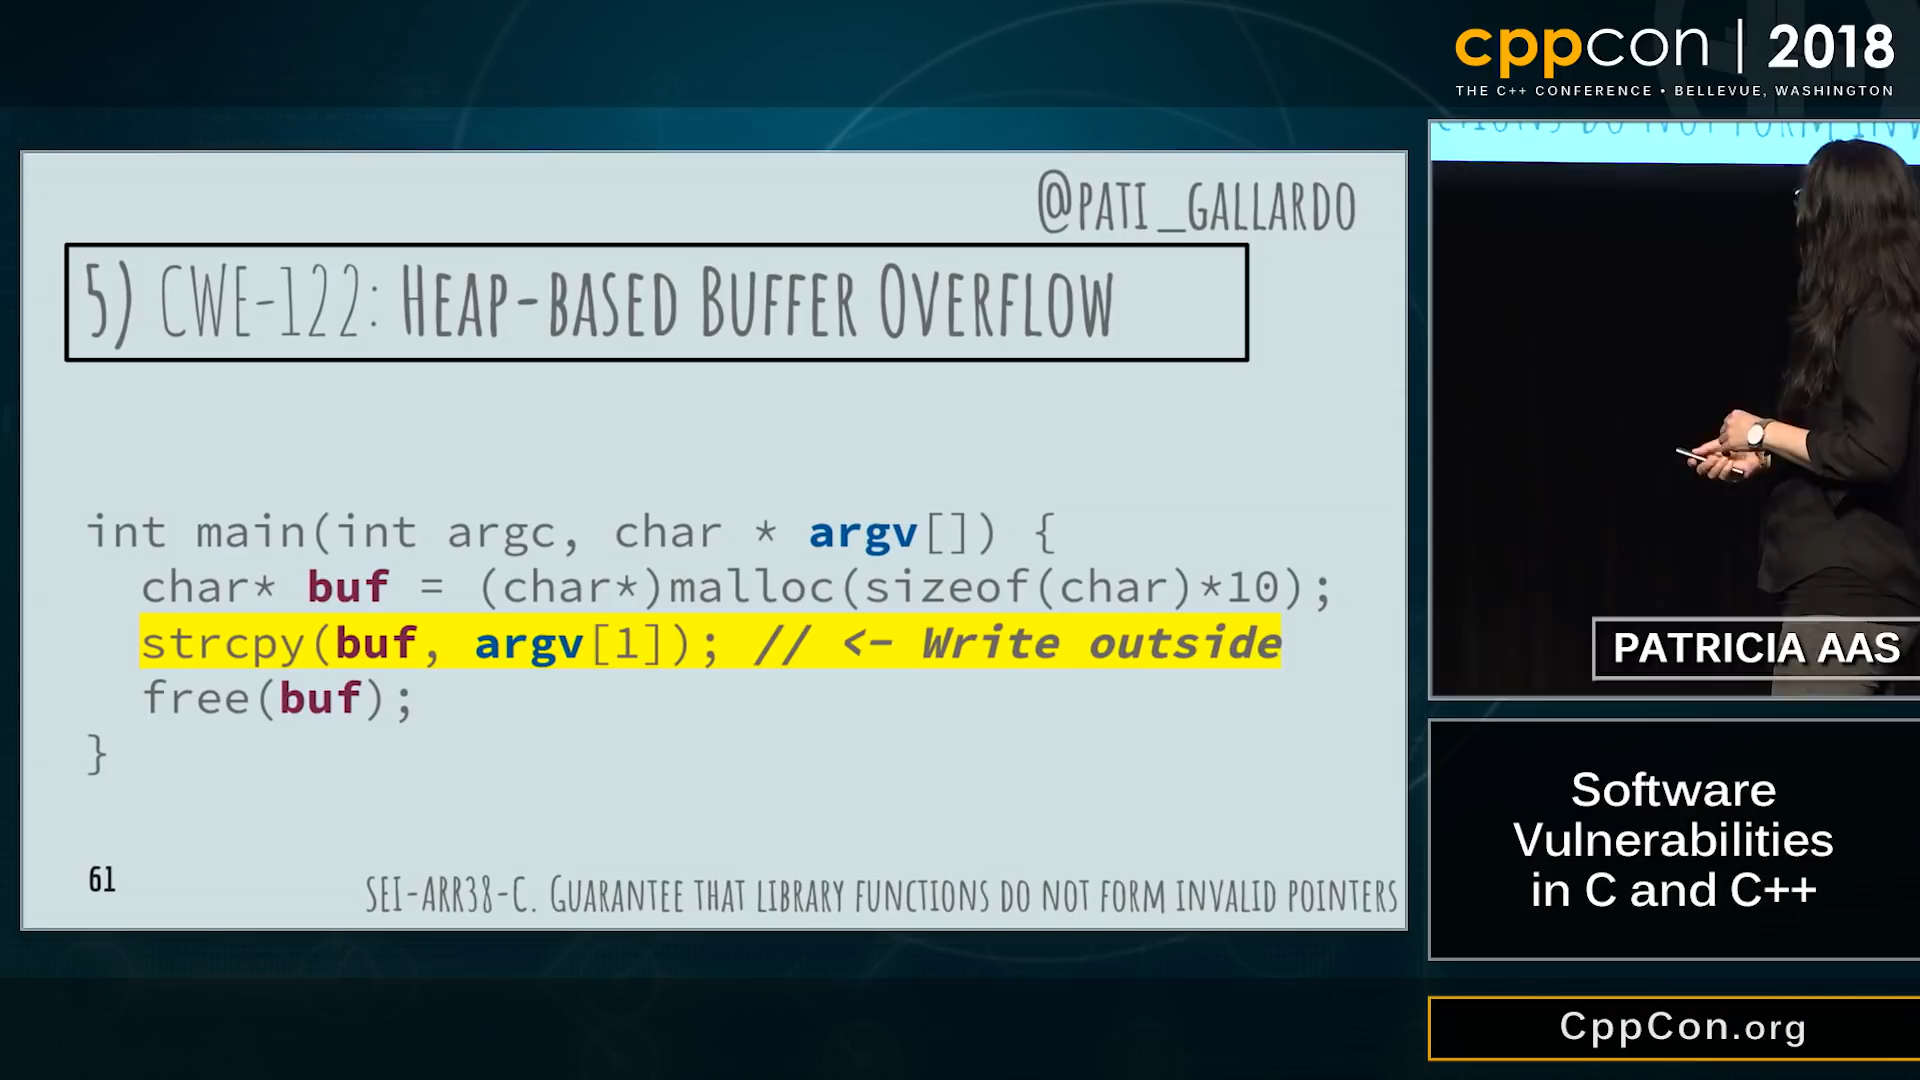 cppcon | 2018
THE C++ CONFERENCE • BELLEVUE, WASHINGTON
@PATI_GALLARDO
5) CWE-122: HEAP-BASED BUFFER OVERFLOW
int main(int argc, char * argv[]) {
char* buf = (char*)malloc(sizeof(char)*10);
strcpy(buf, argv[1]); // <- Write outside
free(buf);
}
61
SEI-ARR38-C. GUARANTEE THAT LIBRARY FUNCTIONS DO NOT FORM INVALID POINTERS
PATRICIA AAS
Software
Vulnerabilities
in C and C++
CppCon.org